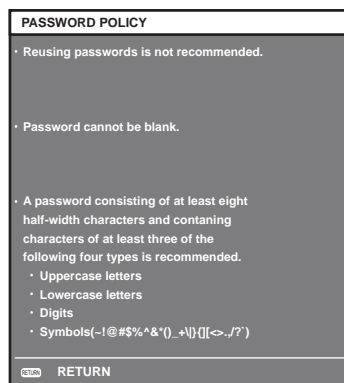 PASSWORD POLICY
・Reusing passwords is not recommended.
・Password cannot be blank.
・A password consisting of at least eight
half-width characters and contaning
characters of at least three of the
following four types is recommended.
・Uppercase letters
・Lowercase letters
・Digits
・Symbols(~!@#$%^&*()_+\|}{][<>.,/?`)
RETURN RETURN